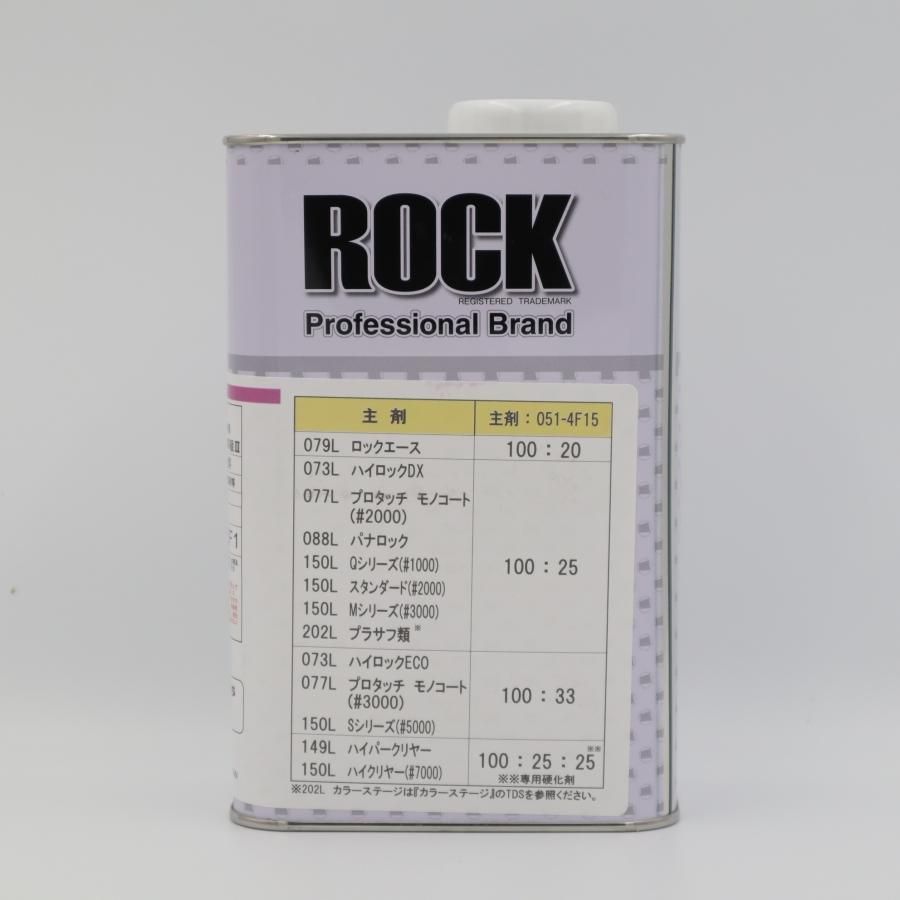 ROCK
REGISTERED TRADEMARK
Professional Brand
主剤 主剤：051-4F15
079L ロックエース 100：20
073L ハイロックDX
077L プロタッチ モノコート
(#2000)
088L パナロック
150L Qシリーズ(#1000) 100：25
150L スタンダード(#2000)
150L Mシリーズ(#3000)
202L プラサフ類※
073L ハイロックECO
077L プロタッチ モノコート 100：33
(#3000)
150L Sシリーズ(#5000)
149L ハイパークリヤー 100：25：25※※
150L ハイクリヤー(#7000) ※※専用硬化剤
※202L カラーステージは『カラーステージ』のTDSを参照ください。